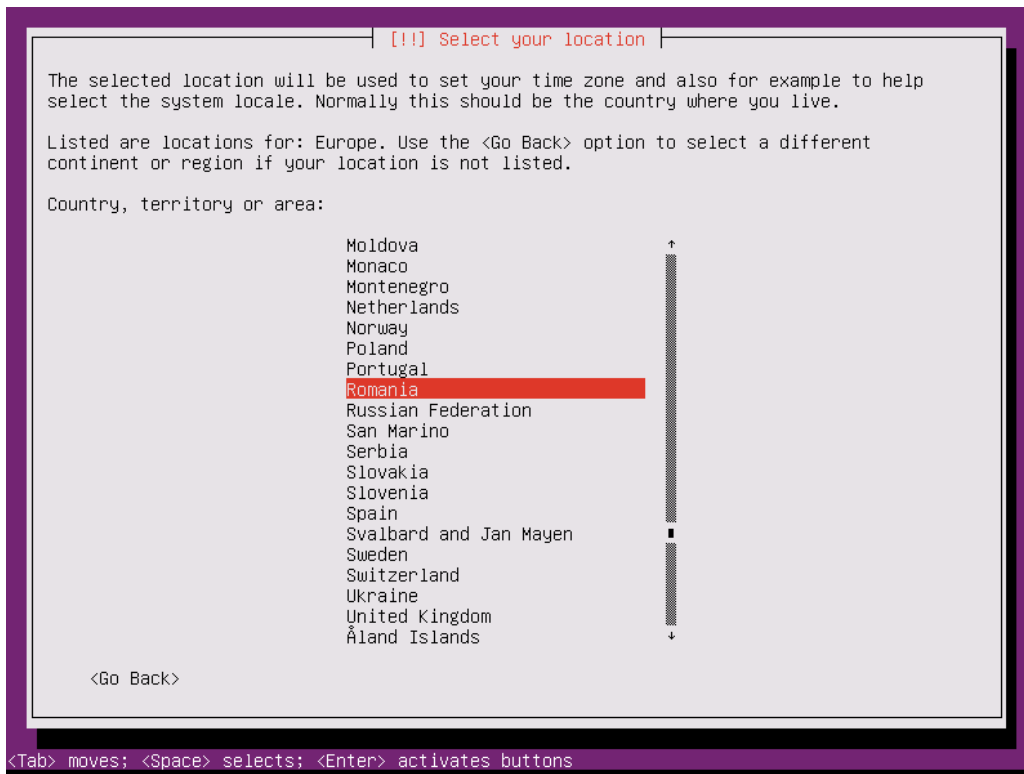 [!!] Select your location
The selected location will be used to set your time zone and also for example to help
select the system locale. Normally this should be the country where you live.
Listed are locations for: Europe. Use the <Go Back> option to select a different
continent or region if your location is not listed.
Country, territory or area:
Moldova
Monaco
Montenegro
Netherlands
Norway
Poland
Portugal
Romania
Russian Federation
San Marino
Serbia
Slovakia
Slovenia
Spain
Svalbard and Jan Mayen
Sweden
Switzerland
Ukraine
United Kingdom
Åland Islands
<Go Back>
<Tab> moves; <Space> selects; <Enter> activates buttons